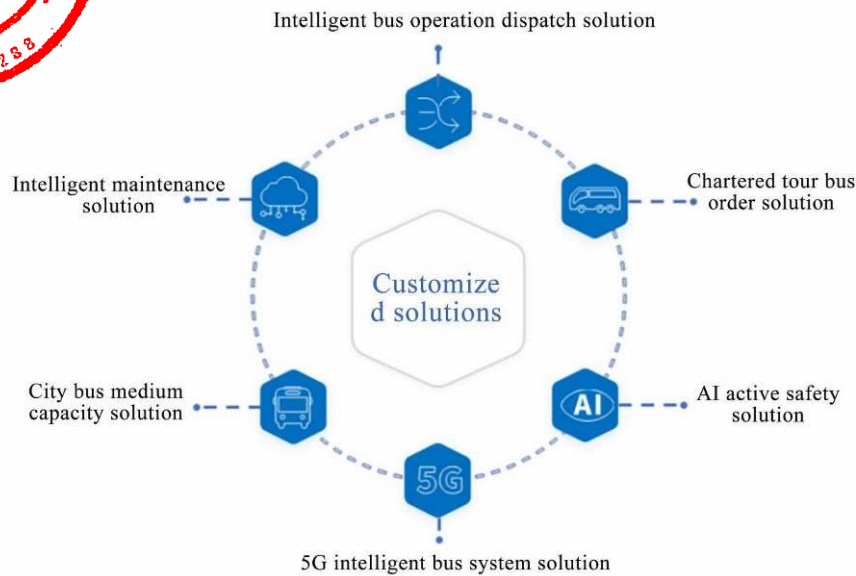 288
Intelligent bus operation dispatch solution
Intelligent maintenance
solution
Chartered tour bus
order solution
Customize
d solutions
City bus medium
capacity solution
AI
AI active safety
solution
5G
5G intelligent bus system solution